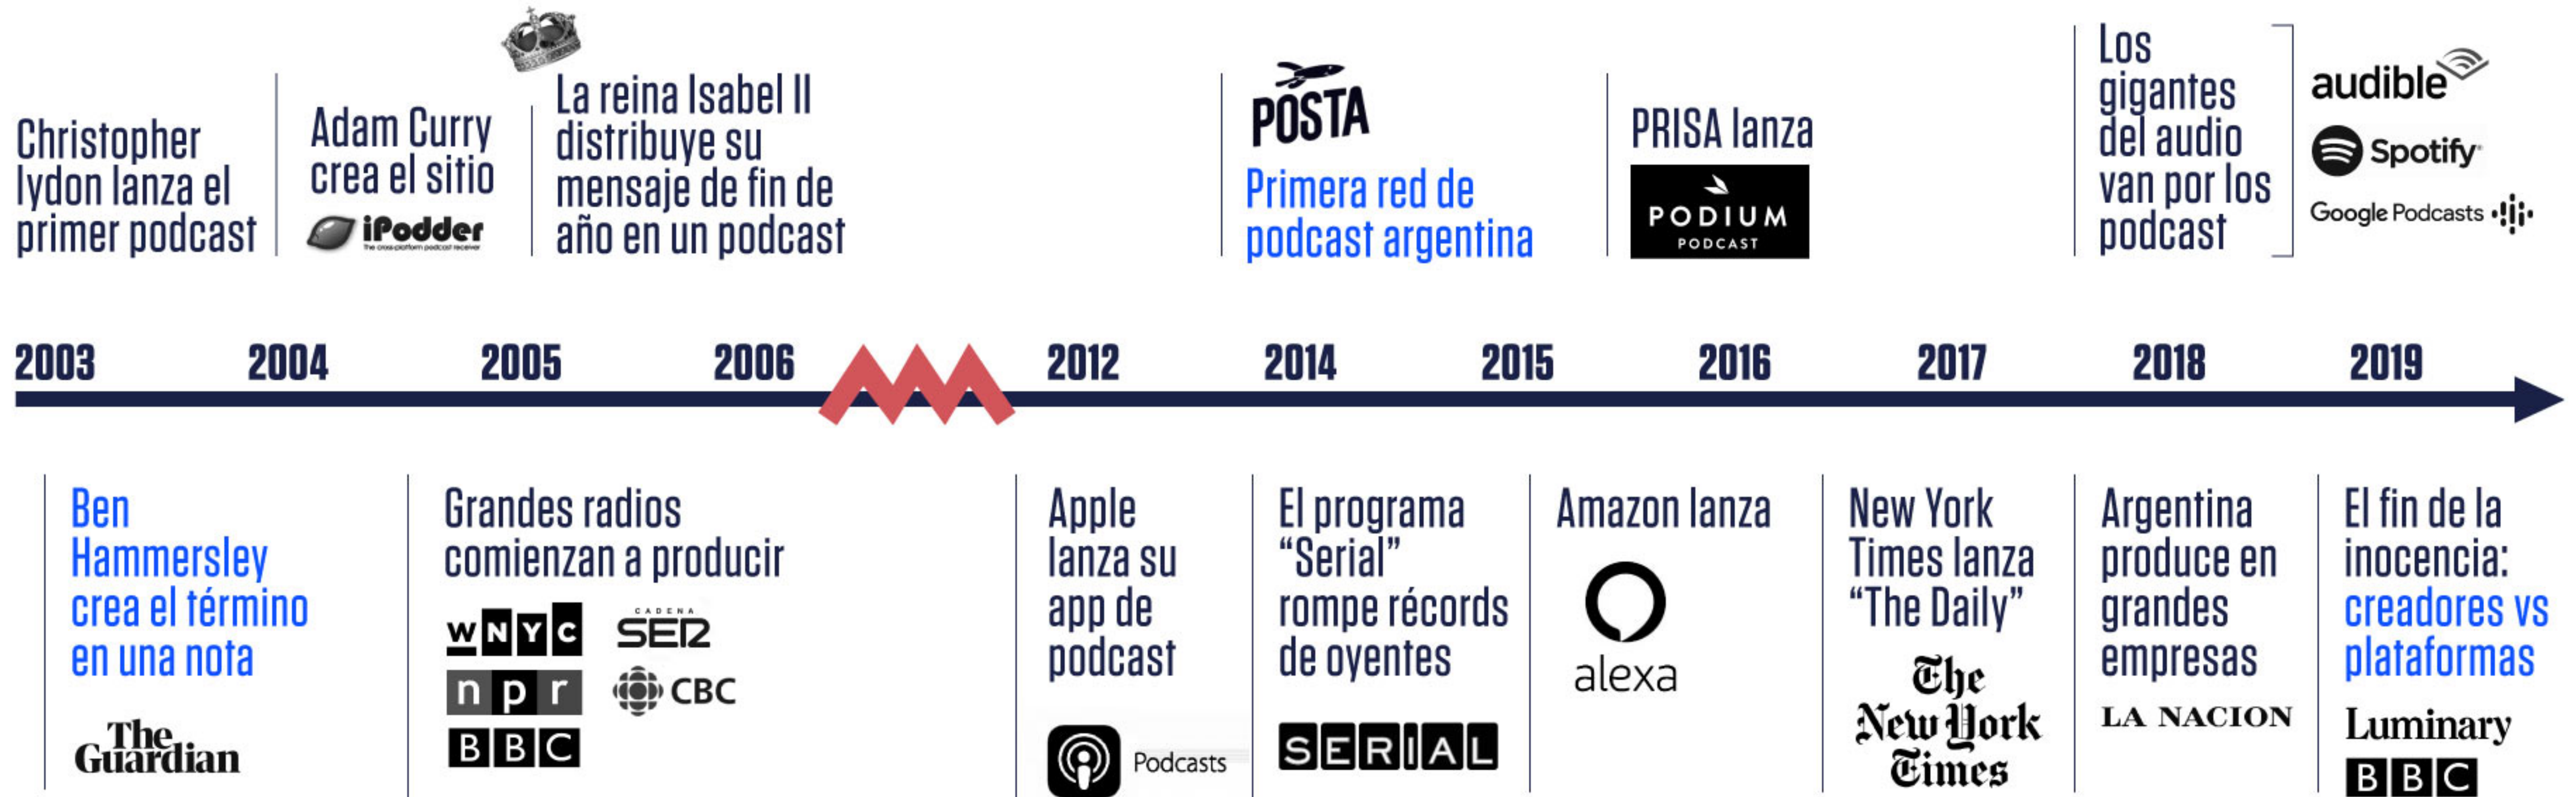 Christopher
lydon lanza el
primer podcast
Adam Curry
crea el sitio
iPodder
The cross-platform podcast receiver
La reina Isabel II
distribuye su
mensaje de fin de
año en un podcast
POSTA
Primera red de
podcast argentina
PRISA lanza
PODIUM
PODCAST
Los
gigantes
del audio
van por los
podcast
audible
Spotify
Google Podcasts
2003 2004 2005 2006 2012 2014 2015 2016 2017 2018 2019
Ben
Hammersley
crea el término
en una nota
The
Guardian
Grandes radios
comienzan a producir
WNYC
CADENA
SER
npr
CBC
BBC
Apple
lanza su
app de
podcast
Podcasts
El programa
“Serial”
rompe récords
de oyentes
SERIAL
Amazon lanza
alexa
New York
Times lanza
“The Daily”
The
New York
Times
Argentina
produce en
grandes
empresas
LA NACION
El fin de la
inocencia:
creadores vs
plataformas
Luminary
BBC